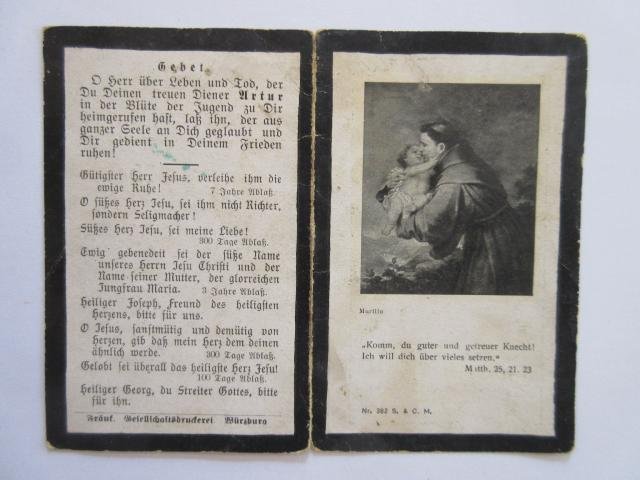 Gebet.
O Herr über Leben und Tod, der
Du Deinen treuen Diener Artur
in der Blüte der Jugend zu Dir
heimgerufen hast, laß ihn, der aus
ganzer Seele an Dich geglaubt und
Dir gedient in Deinem Frieden
ruhen!
Gütigster Herr Jesus, verleihe ihm die
ewige Ruhe! 7 Jahre Ablaß.
O süßes Herz Jesu, sei ihm nicht Richter,
sondern Seligmacher!
Süßes Herz Jesu, sei meine Liebe!
300 Tage Ablaß.
Ewig gebenedeit sei der süße Name
unseres Herrn Jesu Christi und der
Name seiner Mutter, der glorreichen
Jungfrau Maria. 3 Jahre Ablaß.
Heiliger Joseph, Freund des heiligsten
Herzens, bitte für uns.
O Jesus, sanftmütig und demütig von
Herzen, gib daß mein Herz dem deinen
ähnlich werde. 300 Tage Ablaß.
Gelobt sei überall das heiligste Herz Jesu!
100 Tage Ablaß.
Heiliger Georg, du Streiter Gottes, bitte
für ihn.
Fränk. Gesellschaftsdruckerei Würzburg
Murillo
„Komm, du guter und getreuer Knecht!
Ich will dich über vieles setzen.“
Matth. 25, 21. 23
Nr. 382 S. & C. M.